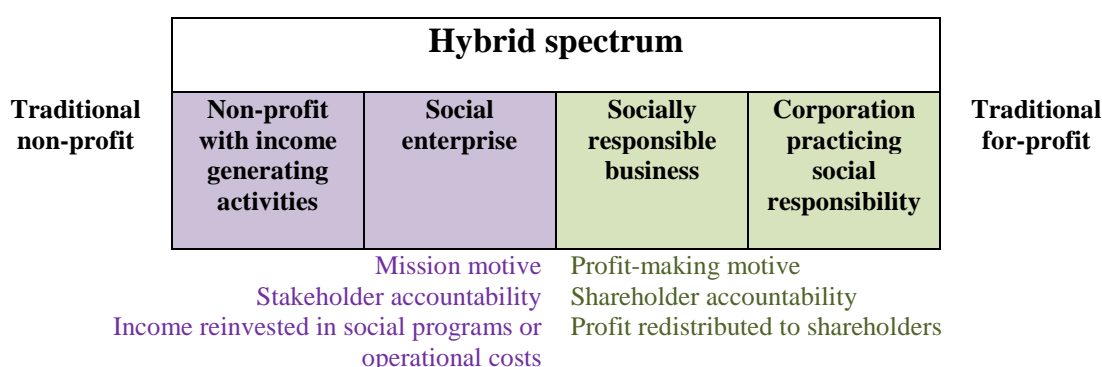 Hybrid spectrum
Traditional
non-profit
Non-profit
with income
generating
activities
Social
enterprise
Socially
responsible
business
Corporation
practicing
social
responsibility
Traditional
for-profit
Mission motive
Stakeholder accountability
Income reinvested in social programs or
operational costs
Profit-making motive
Shareholder accountability
Profit redistributed to shareholders